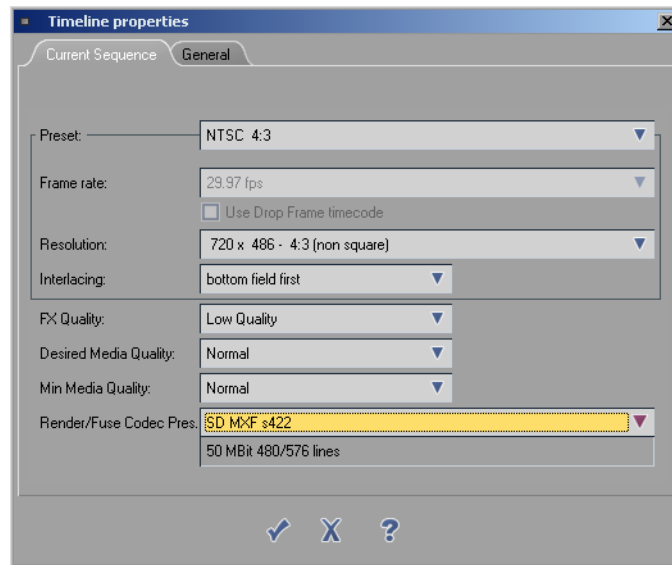 Timeline properties
Current Sequence General
Preset: NTSC 4:3
Frame rate: 29.97 fps
Use Drop Frame timecode
Resolution: 720 x 486 - 4:3 (non square)
Interlacing: bottom field first
FX Quality: Low Quality
Desired Media Quality: Normal
Min Media Quality: Normal
Render/Fuse Codec Pres. SD MXF s422
50 MBit 480/576 lines